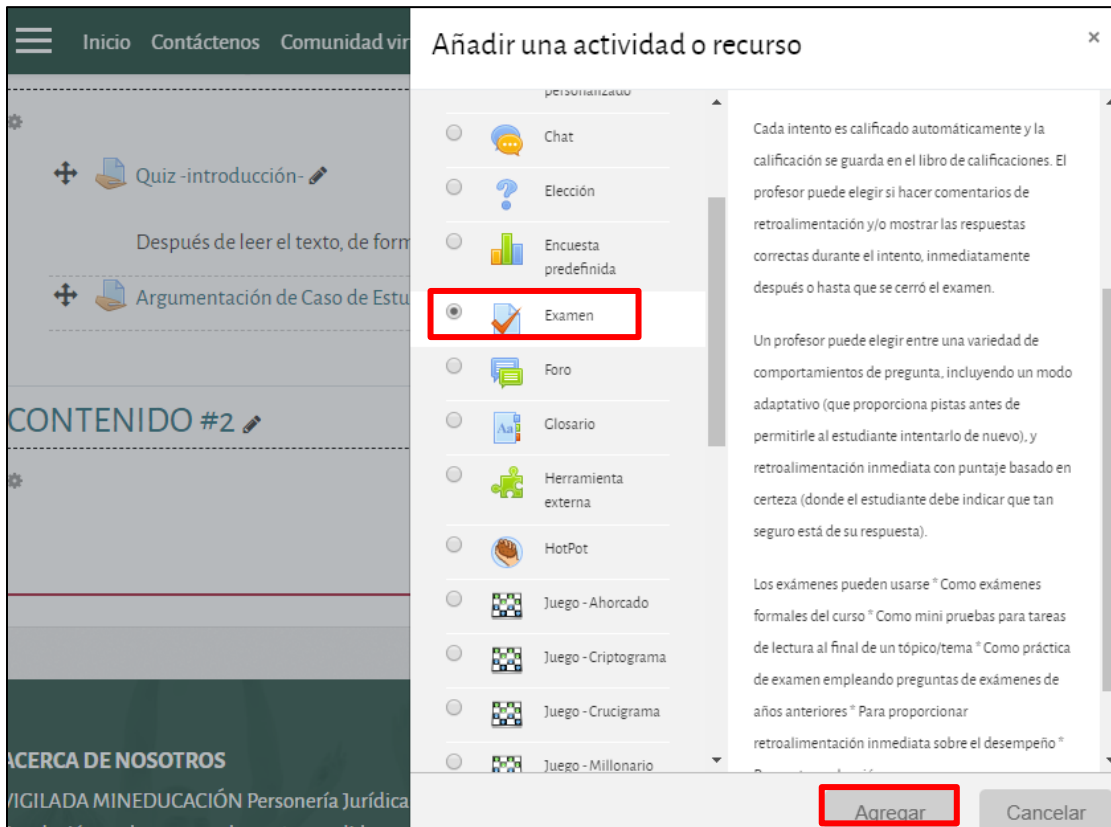 Inicio Contáctenos Comunidad vir
Quiz -introducción-
Después de leer el texto, de form
Argumentación de Caso de Estu
CONTENIDO #2
ACERCA DE NOSOTROS
VIGILADA MINEDUCACIÓN Personería Jurídica
Añadir una actividad o recurso
×
personalizado
Chat
Elección
Encuesta
predefinida
Examen
Foro
Glosario
Herramienta
externa
HotPot
Juego - Ahorcado
Juego - Criptograma
Juego - Crucigrama
Juego - Millonario
Cada intento es calificado automáticamente y la
calificación se guarda en el libro de calificaciones. El
profesor puede elegir si hacer comentarios de
retroalimentación y/o mostrar las respuestas
correctas durante el intento, inmediatamente
después o hasta que se cerró el examen.
Un profesor puede elegir entre una variedad de
comportamientos de pregunta, incluyendo un modo
adaptativo (que proporciona pistas antes de
permitirle al estudiante intentarlo de nuevo), y
retroalimentación inmediata con puntaje basado en
certeza (donde el estudiante debe indicar que tan
seguro está de su respuesta).
Los exámenes pueden usarse * Como exámenes
formales del curso * Como mini pruebas para tareas
de lectura al final de un tópico/tema * Como práctica
de examen empleando preguntas de exámenes de
años anteriores * Para proporcionar
retroalimentación inmediata sobre el desempeño *
Agregar
Cancelar